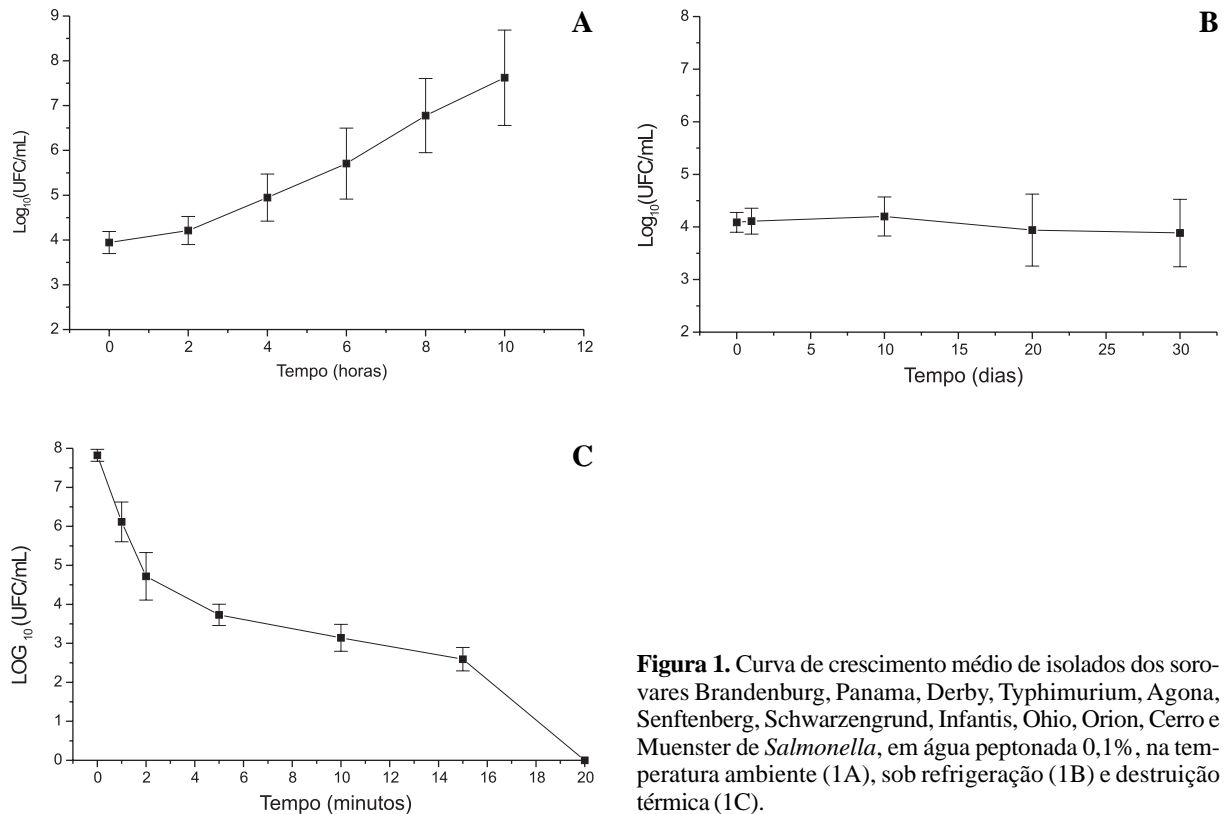 A
9
8
7
6
5
4
3
2
Log10(UFC/mL)
0 2 4 6 8 10 12
Tempo (horas)
B
8
7
6
5
4
3
2
Log10(UFC/mL)
0 5 10 15 20 25 30
Tempo (dias)
C
8
7
6
5
4
3
2
1
0
LOG10(UFC/mL)
0 2 4 6 8 10 12 14 16 18 20
Tempo (minutos)
Figura 1. Curva de crescimento médio de isolados dos soro-
vares Brandenburg, Panama, Derby, Typhimurium, Agona,
Senftenberg, Schwarzengrund, Infantis, Ohio, Orion, Cerro e
Muenster de Salmonella, em água peptonada 0,1%, na tem-
peratura ambiente (1A), sob refrigeração (1B) e destruição
térmica (1C).